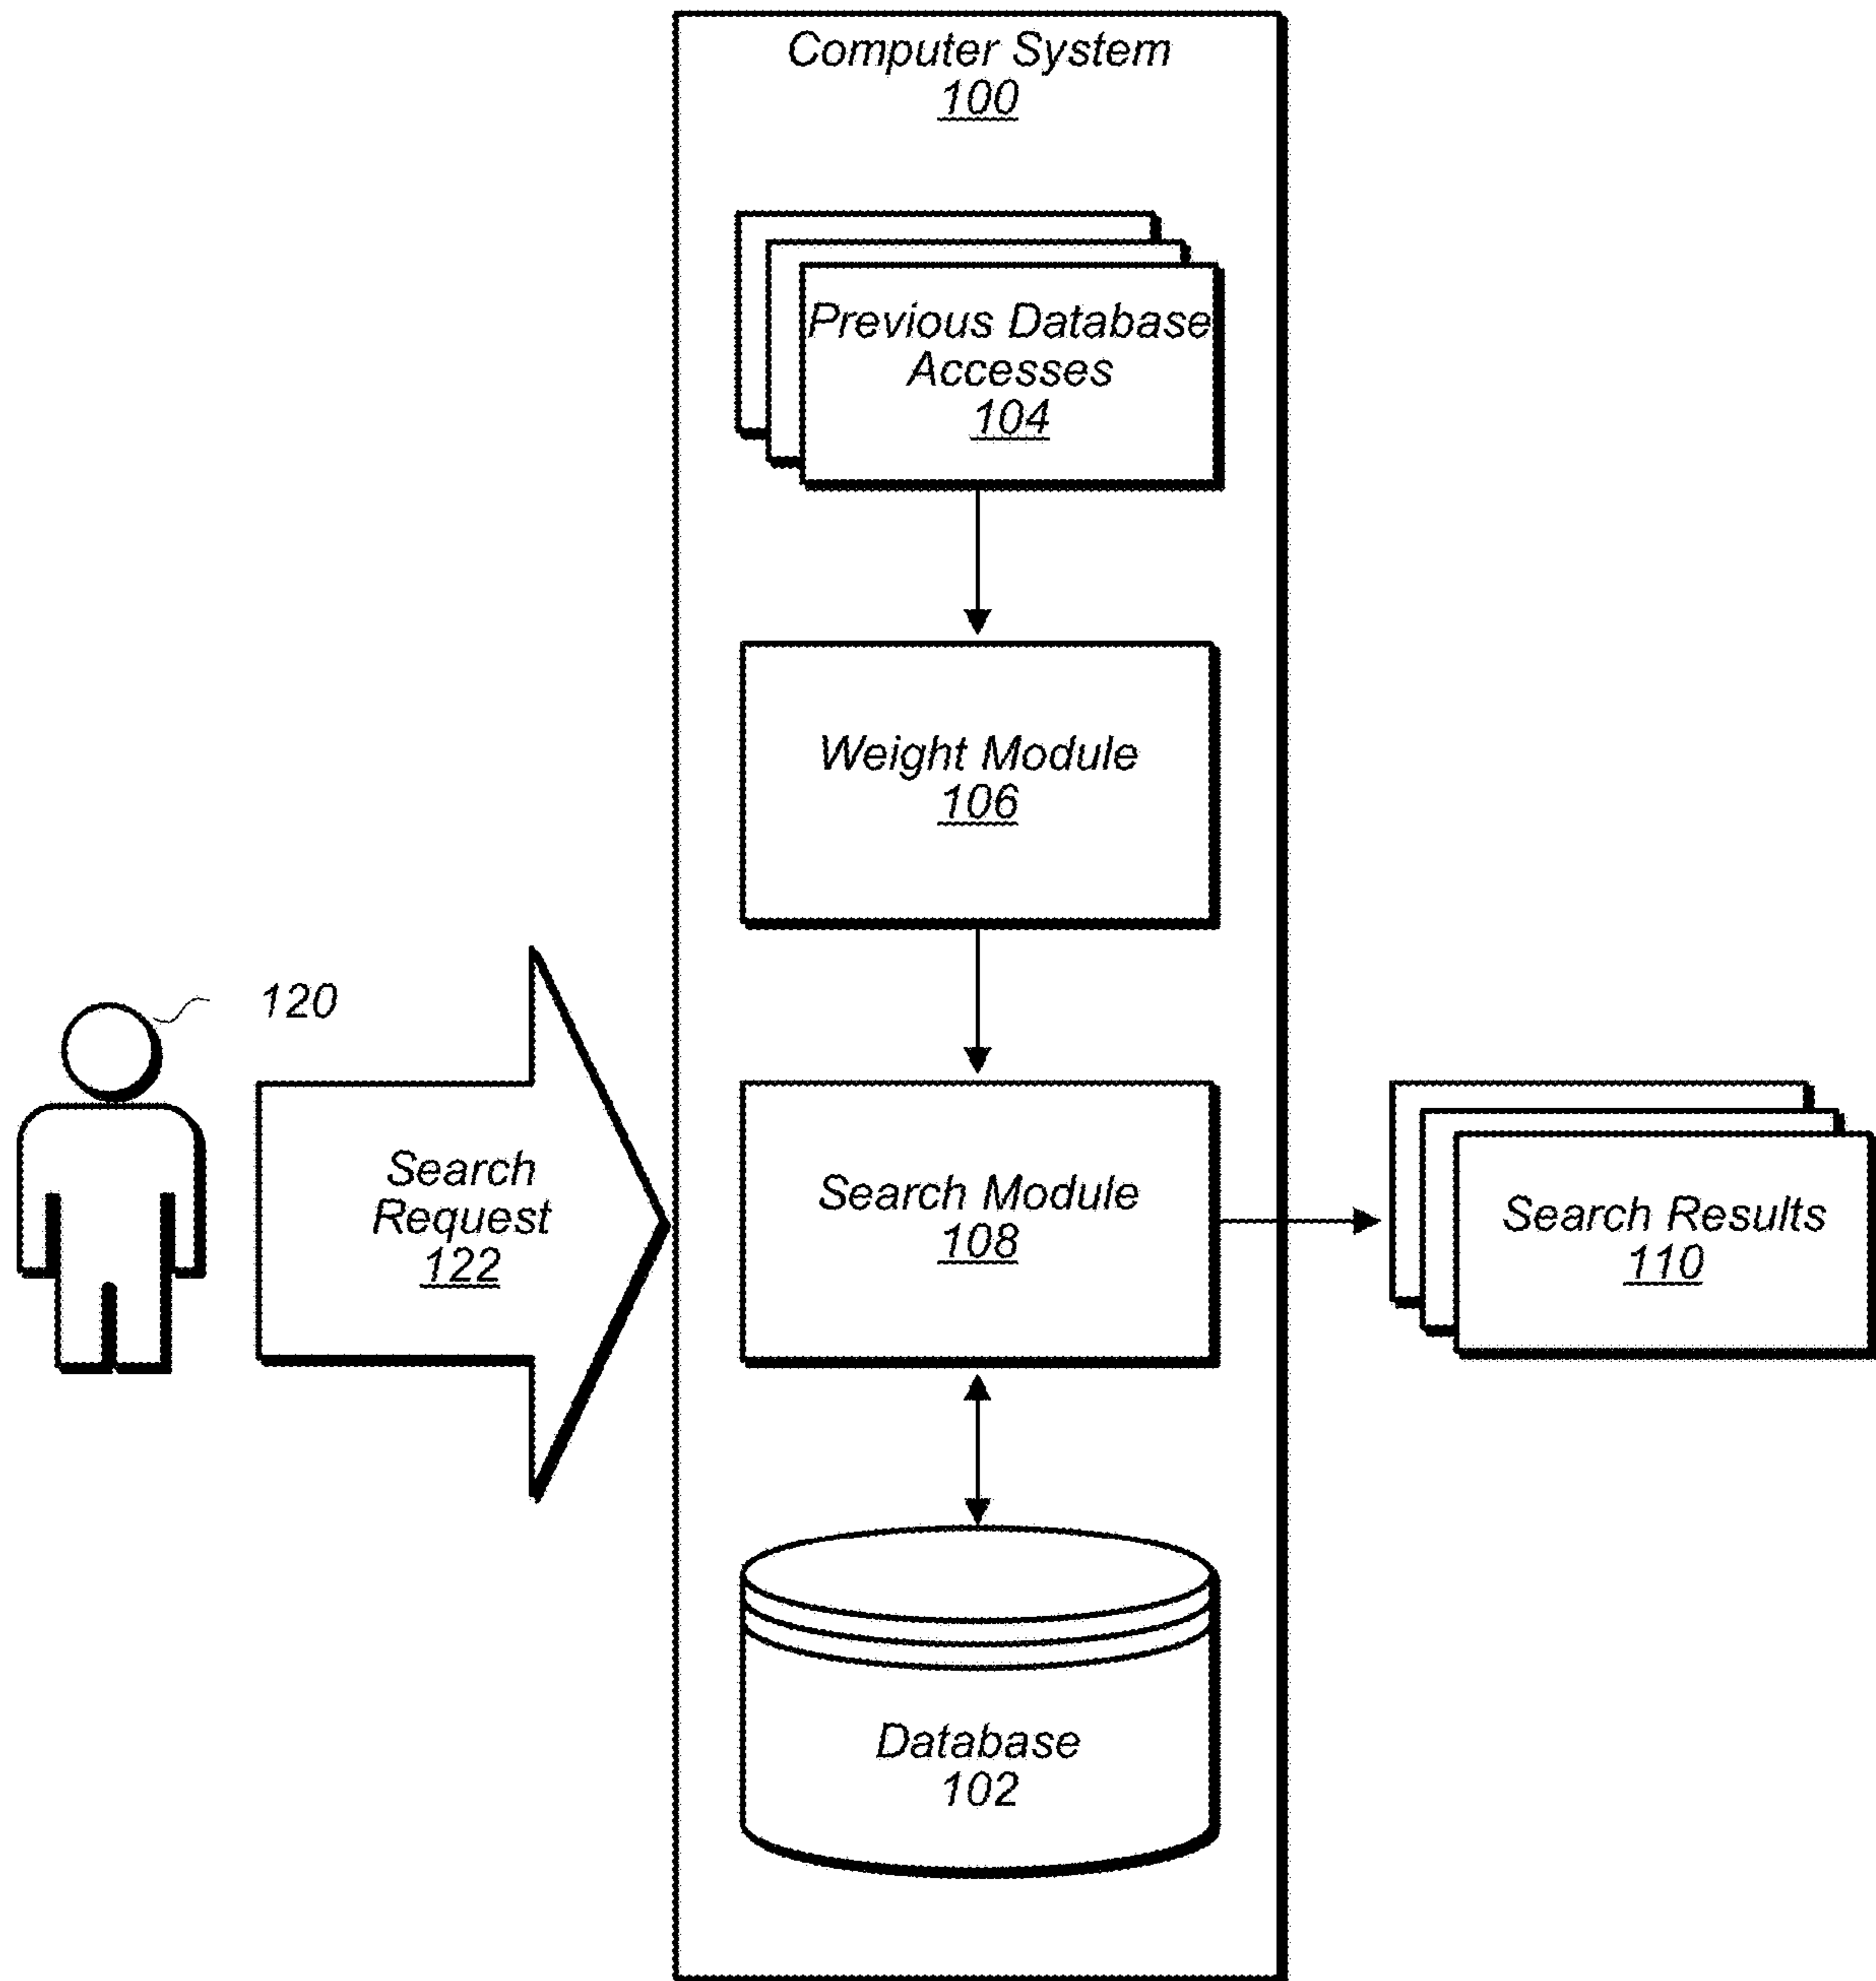 Computer System
100
Previous Database
Accesses
104
Weight Module
106
120
Search
Request
122
Search Module
108
Search Results
110
Database
102